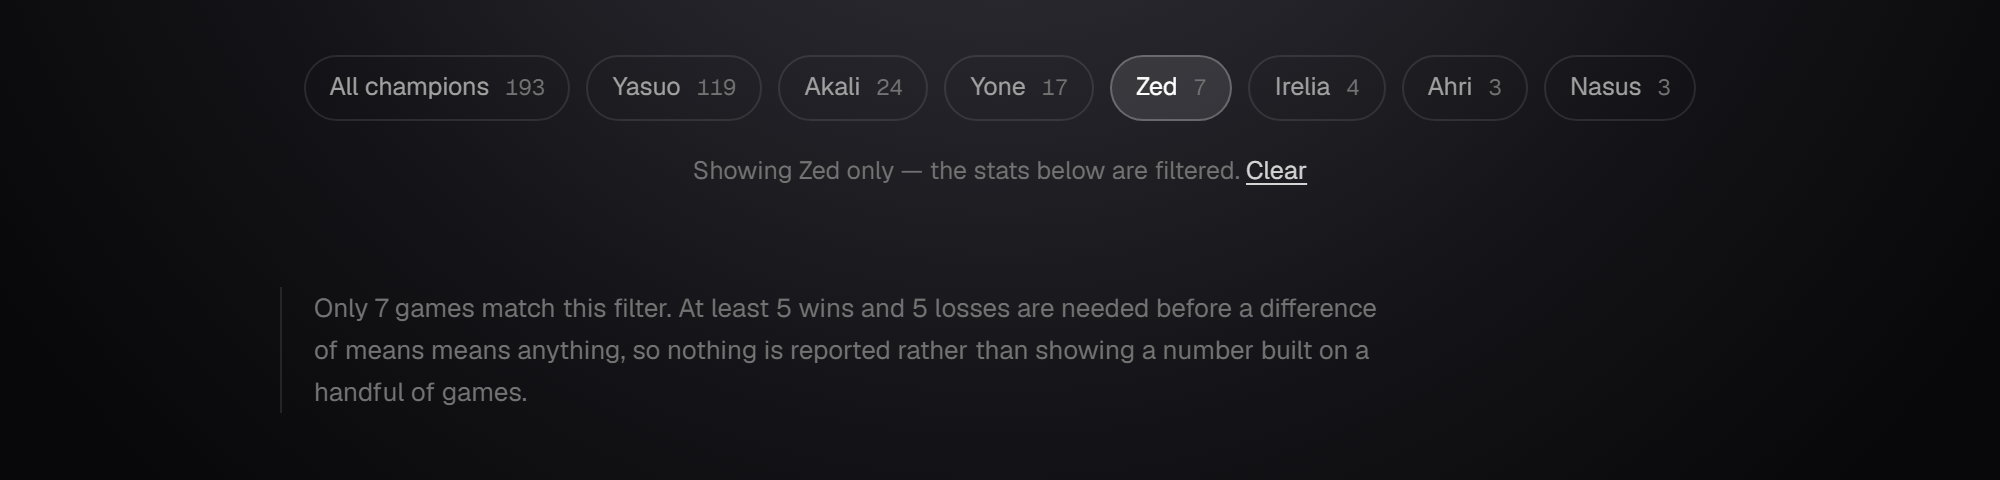 All champions 193 Yasuo 119 Akali 24 Yone 17 Zed 7 Irelia 4 Ahri 3 Nasus 3
Showing Zed only — the stats below are filtered. Clear
Only 7 games match this filter. At least 5 wins and 5 losses are needed before a difference
of means means anything, so nothing is reported rather than showing a number built on a
handful of games.